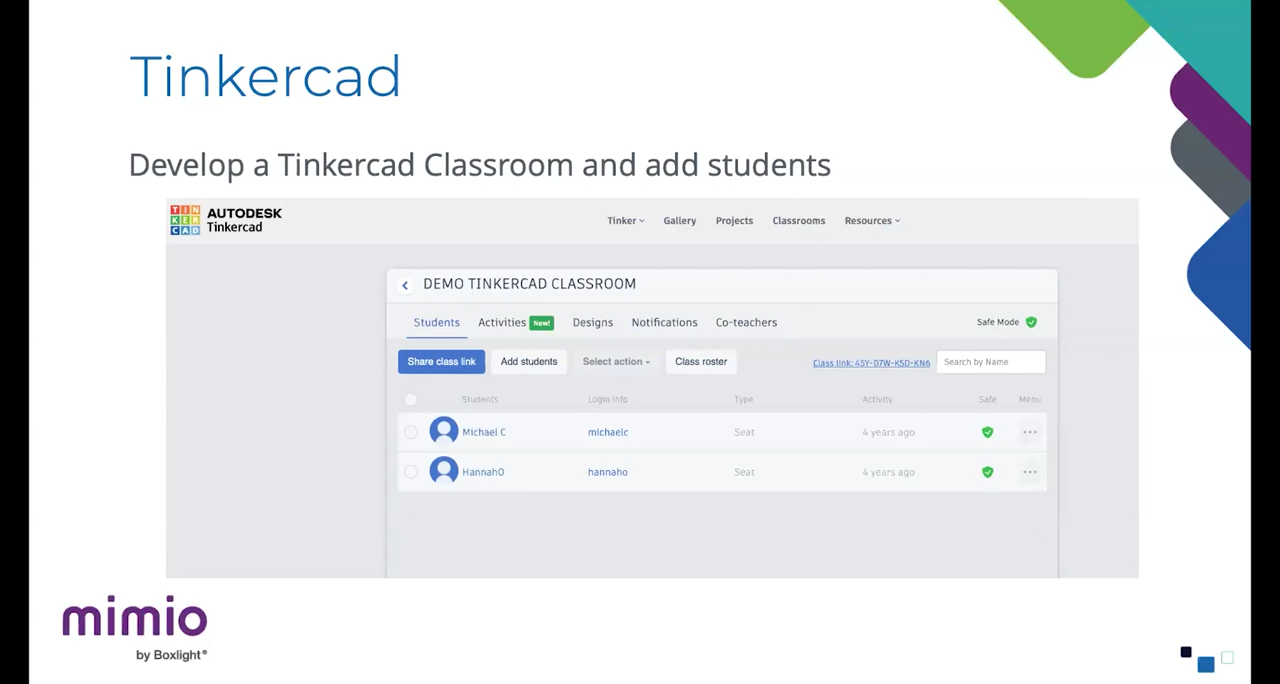 Tinkercad
Develop a Tinkercad Classroom and add students
TIN
KER
CAD
AUTODESK
Tinkercad
Tinker Gallery Projects Classrooms Resources
DEMO TINKERCAD CLASSROOM
Students Activities New! Designs Notifications Co-teachers Safe Mode
Share class link Add students Select action Class roster Class link: 45Y-D7W-K5D-KN6 Search by Name
Students Login info Type Activity Safe Menu
Michael C michaelc Seat 4 years ago
HannahO hannaho Seat 4 years ago
mimio
by Boxlight®